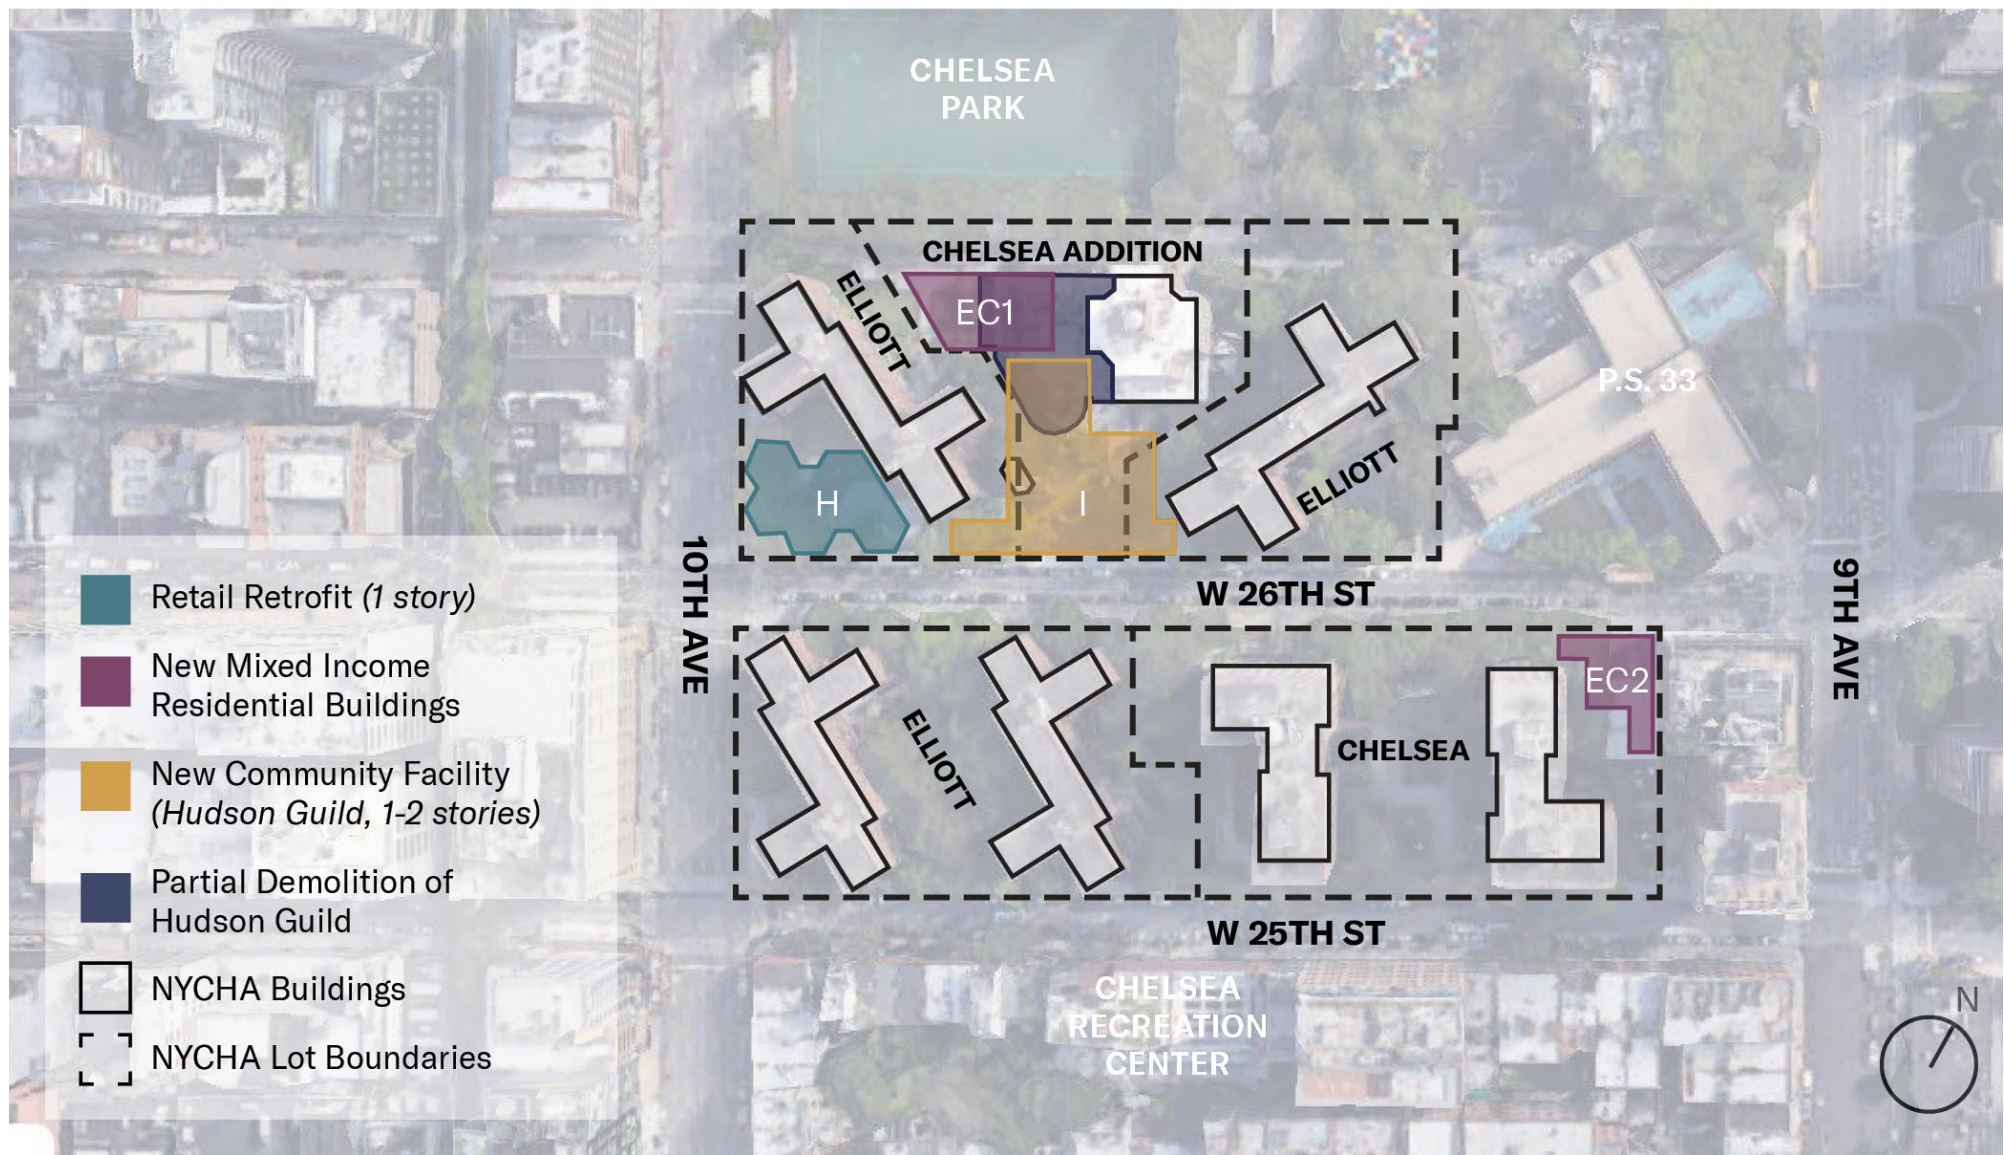 CHELSEA
PARK
CHELSEA ADDITION
ELLIOTT
EC1
P.S. 33
ELLIOTT
H
I
10TH AVE
W 26TH ST
9TH AVE
EC2
ELLIOTT
CHELSEA
W 25TH ST
CHELSEA
RECREATION
CENTER
Retail Retrofit (1 story)
New Mixed Income
Residential Buildings
New Community Facility
(Hudson Guild, 1-2 stories)
Partial Demolition of
Hudson Guild
NYCHA Buildings
NYCHA Lot Boundaries
N